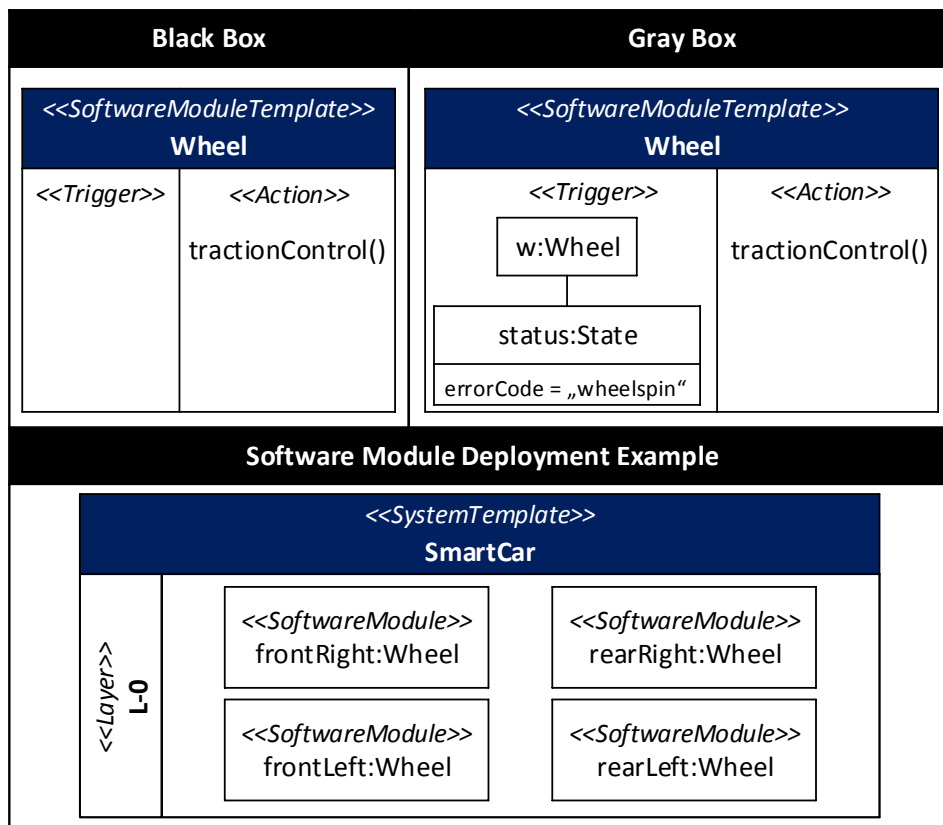 Black Box
Gray Box
<<SoftwareModuleTemplate>>
Wheel
<<Trigger>>
<<Action>>
tractionControl()
<<SoftwareModuleTemplate>>
Wheel
<<Trigger>>
w:Wheel
status:State
errorCode = „wheelspin“
<<Action>>
tractionControl()
Software Module Deployment Example
<<SystemTemplate>>
SmartCar
<<Layer>>
L-0
<<SoftwareModule>>
frontRight:Wheel
<<SoftwareModule>>
rearRight:Wheel
<<SoftwareModule>>
frontLeft:Wheel
<<SoftwareModule>>
rearLeft:Wheel